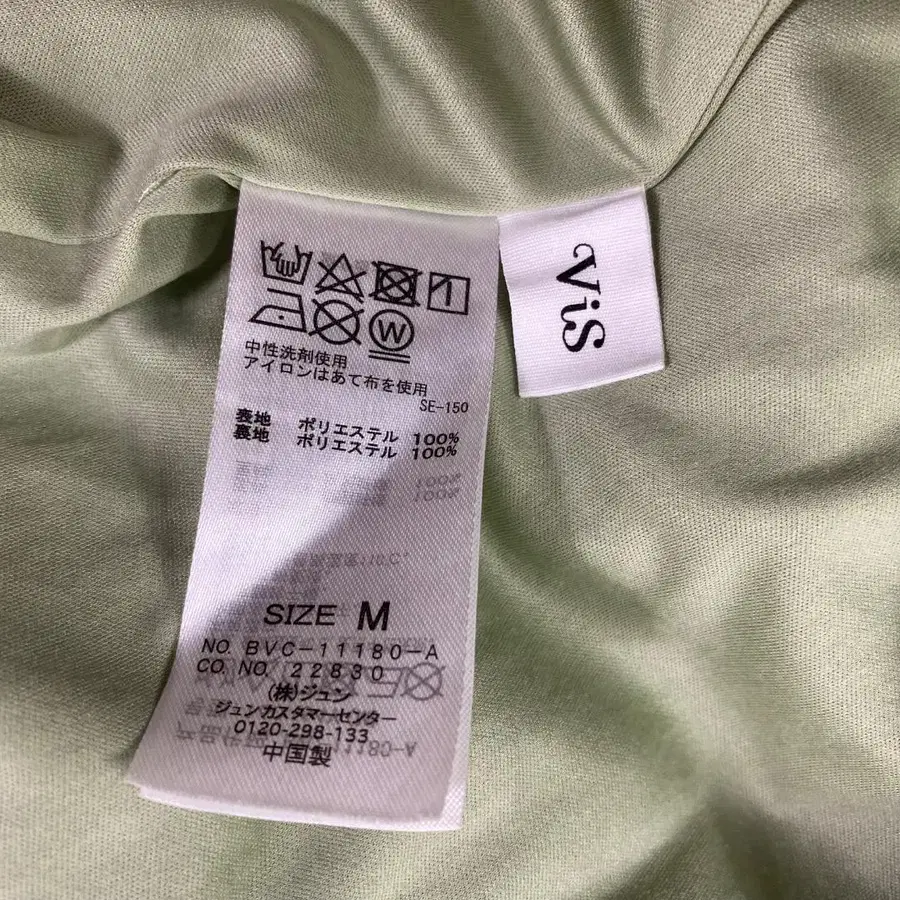 中性洗剤使用
アイロンはあて布を使用
SE-150
表地 ポリエステル 100%
裏地 ポリエステル 100%
SIZE M
NO. BVC-11180-A
CO. NO. 22830
(株)ジュン
ジュンカスタマーセンター
0120-298-133
中国製
ViS